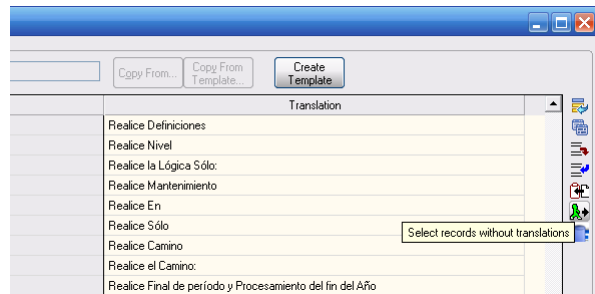 Copy From...
Copy From
Template...
Create
Template
Translation
Realice Definiciones
Realice Nivel
Realice la Lógica Sólo:
Realice Mantenimiento
Realice En
Realice Sólo
Select records without translations
Realice Camino
Realice el Camino:
Realice Final de período y Procesamiento del fin del Año